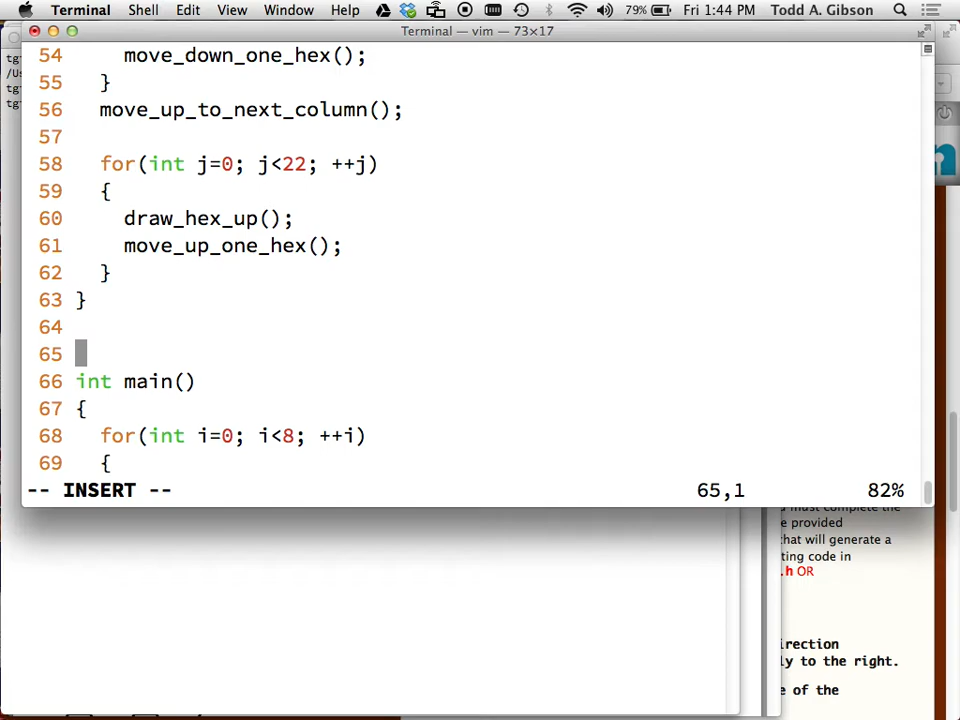 Terminal Shell Edit View Window Help 79% Fri 1:44 PM Todd A. Gibson
Terminal — vim — 73×17
54 move_down_one_hex();
55 }
56 move_up_to_next_column();
57
58 for(int j=0; j<22; ++j)
59 {
60 draw_hex_up();
61 move_up_one_hex();
62 }
63 }
64
65
66 int main()
67 {
68 for(int i=0; i<8; ++i)
69 {
-- INSERT -- 65,1 82%
must complete the
e provided
that will generate a
ting code in
.h OR
irection
ly to the right.
e of the